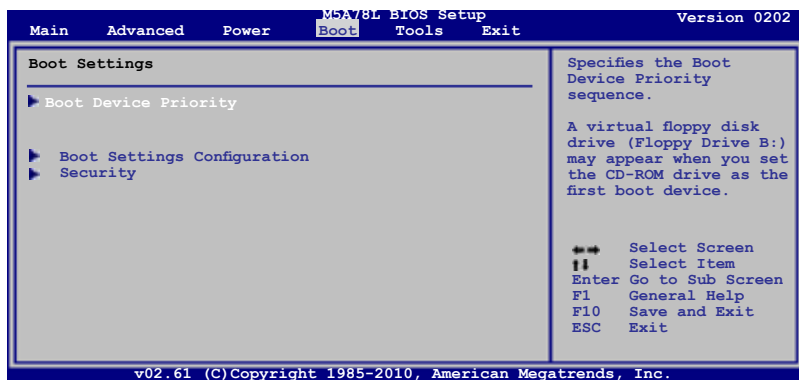 M5A78L BIOS Setup
Version 0202
Main Advanced Power Boot Tools Exit
Boot Settings
Boot Device Priority
Boot Settings Configuration
Security
Specifies the Boot
Device Priority
sequence.
A virtual floppy disk
drive (Floppy Drive B:)
may appear when you set
the CD-ROM drive as the
first boot device.
←→ Select Screen
↑↓ Select Item
Enter Go to Sub Screen
F1 General Help
F10 Save and Exit
ESC Exit
v02.61 (C)Copyright 1985-2010, American Megatrends, Inc.